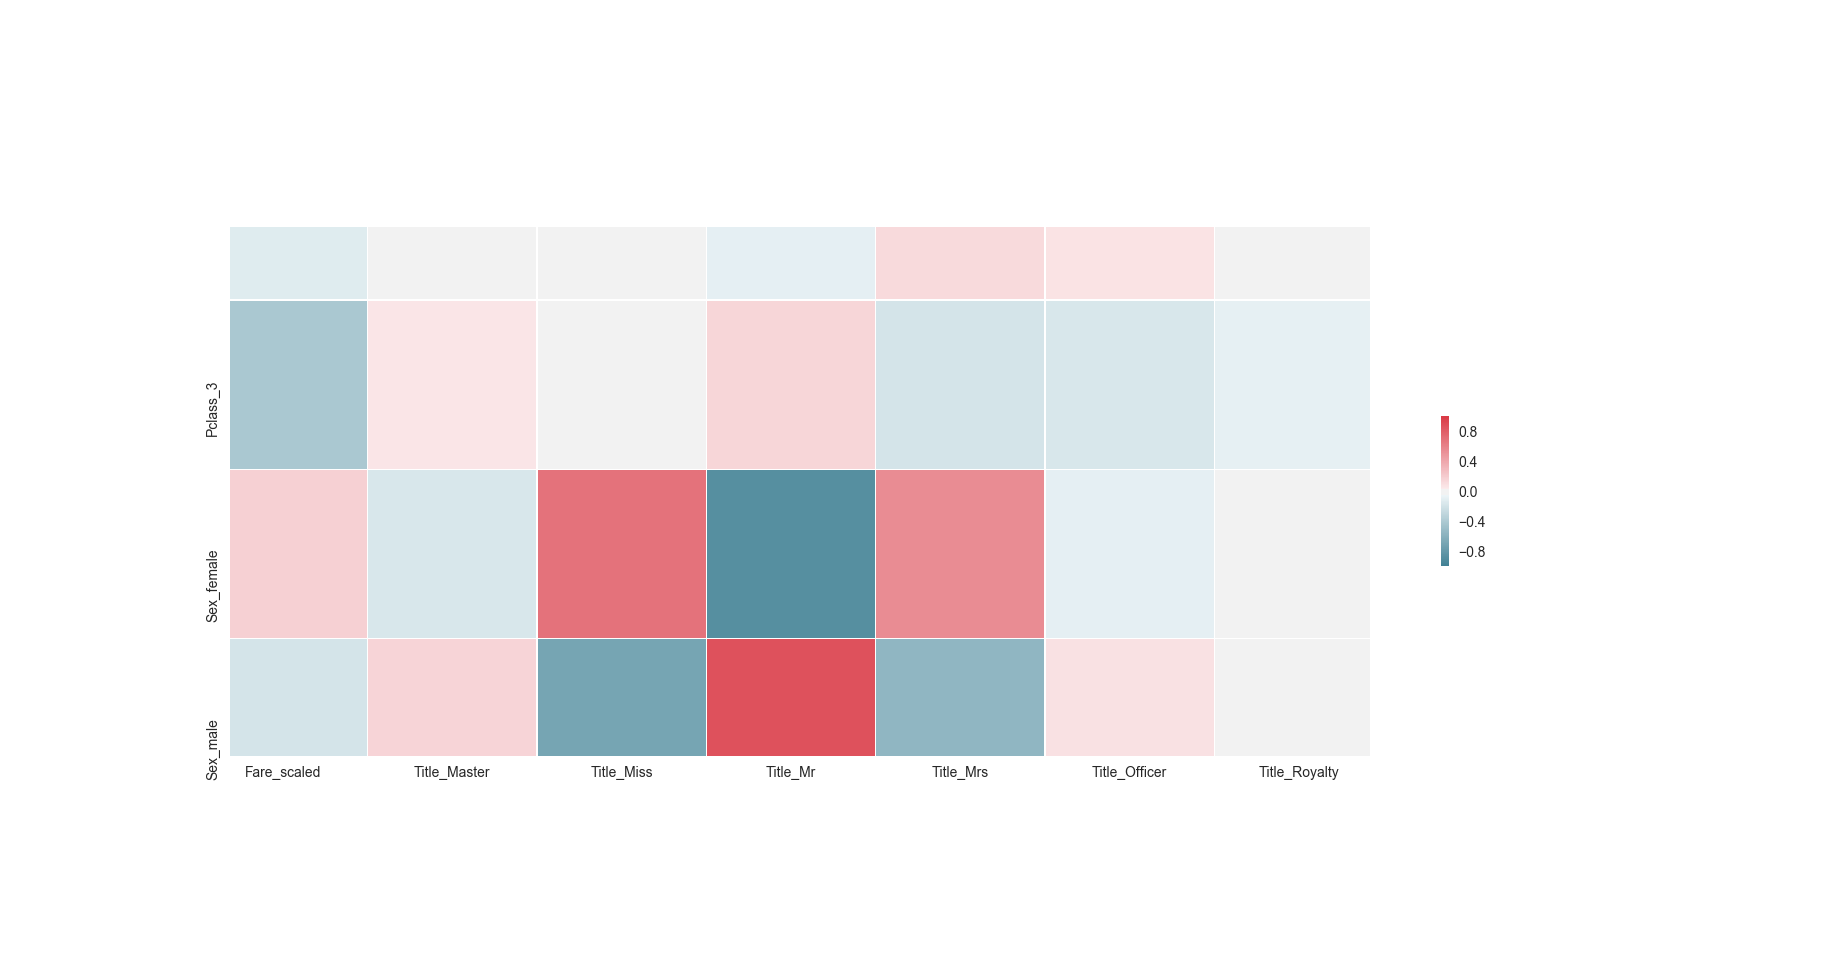 Pclass_3
Sex_female
Sex_male
Fare_scaled Title_Master Title_Miss Title_Mr Title_Mrs Title_Officer Title_Royalty
0.8
0.4
0.0
−0.4
−0.8